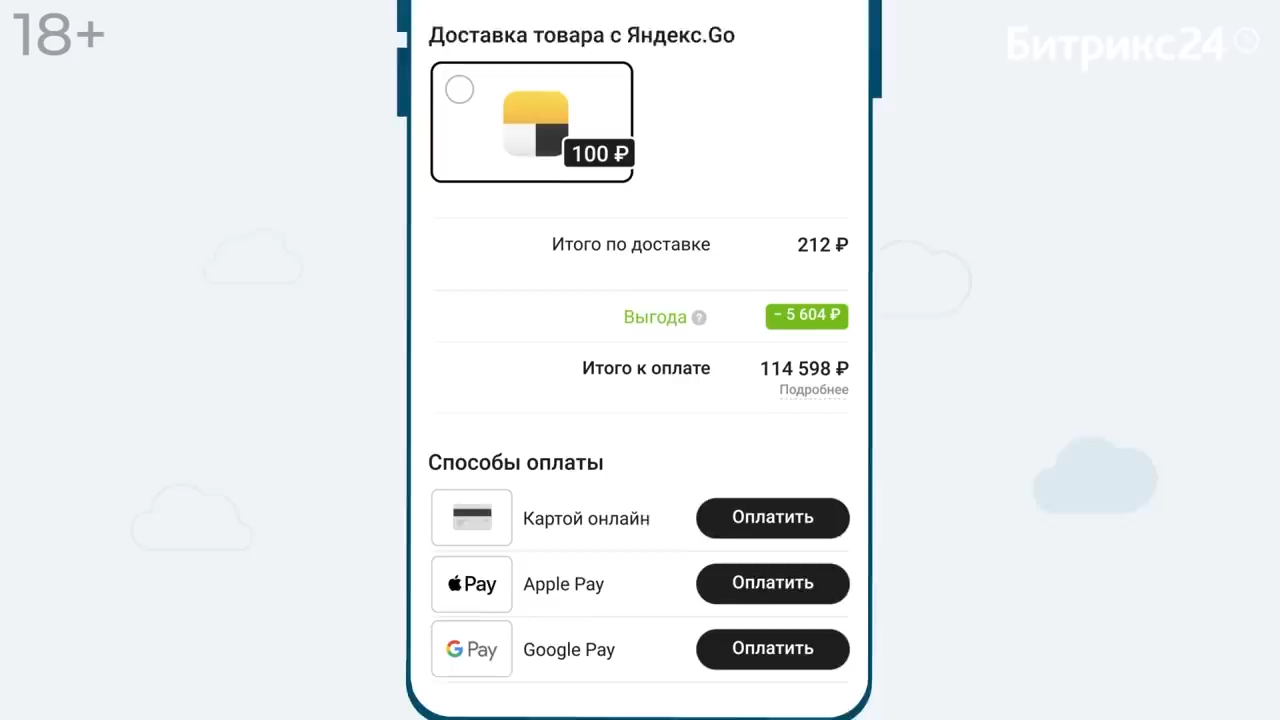 18+
Битрикс24
Доставка товара с Яндекс.Go
100 ₽
Итого по доставке 212 ₽
Выгода ? - 5 604 ₽
Итого к оплате 114 598 ₽
Подробнее
Способы оплаты
Картой онлайн Оплатить
Pay Apple Pay Оплатить
G Pay Google Pay Оплатить